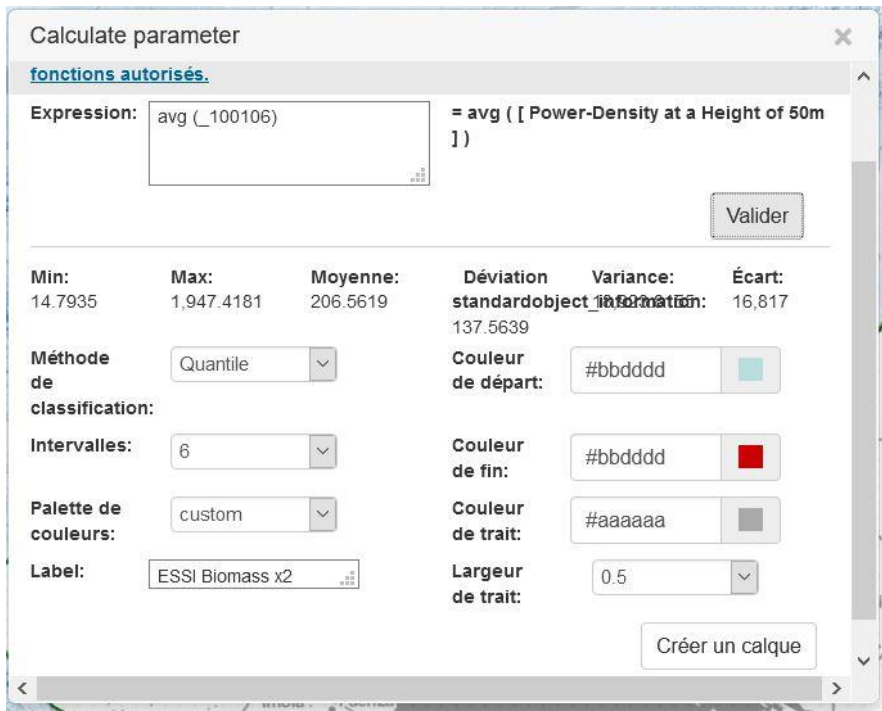 Calculate parameter
fonctions autorisés.
Expression:
avg (_100106)
= avg ( [ Power-Density at a Height of 50m
] )
Valider
Min:
14.7935
Max:
1,947.4181
Moyenne:
206.5619
Déviation
standardobject_information:
137.5639
Variance:
Écart:
16,817
Méthode
de
classification:
Quantile
Couleur
de départ:
#bbdddd
Intervalles:
6
Couleur
de fin:
#bbdddd
Palette de
couleurs:
custom
Couleur
de trait:
#aaaaaa
Label:
ESSI Biomass x2
Largeur
de trait:
0.5
Créer un calque